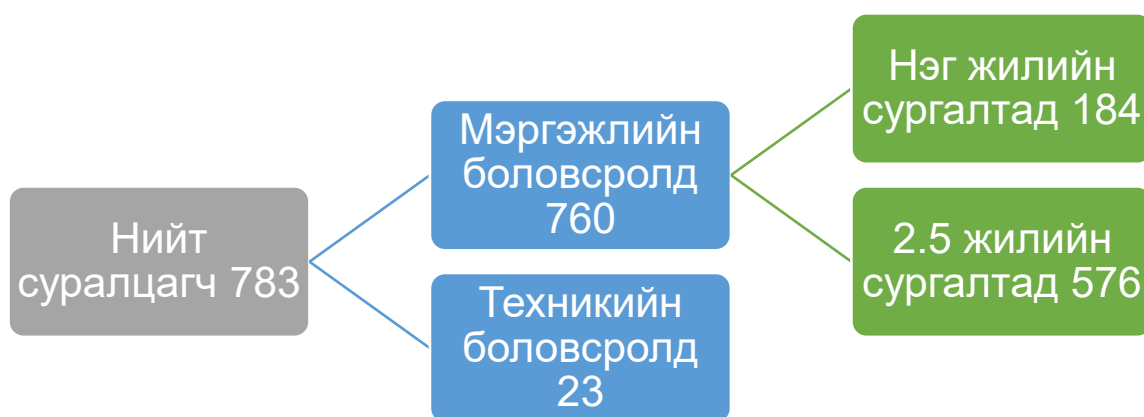 Нийт
суралцагч 783
Мэргэжлийн
боловсролд
760
Техникийн
боловсролд
23
Нэг жилийн
сургалтад 184
2.5 жилийн
сургалтад 576